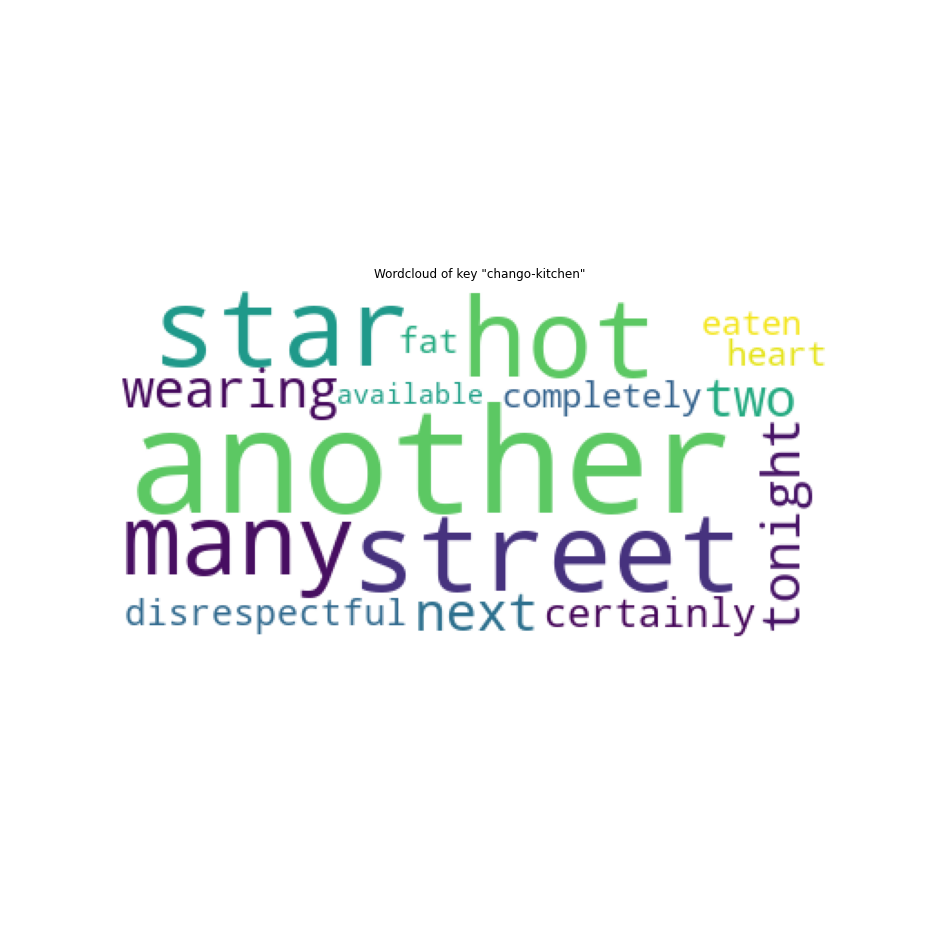 Wordcloud of key "chango-kitchen"
star fat hot eaten
heart
wearing available completely two
another
tonight
many street
disrespectful next certainly